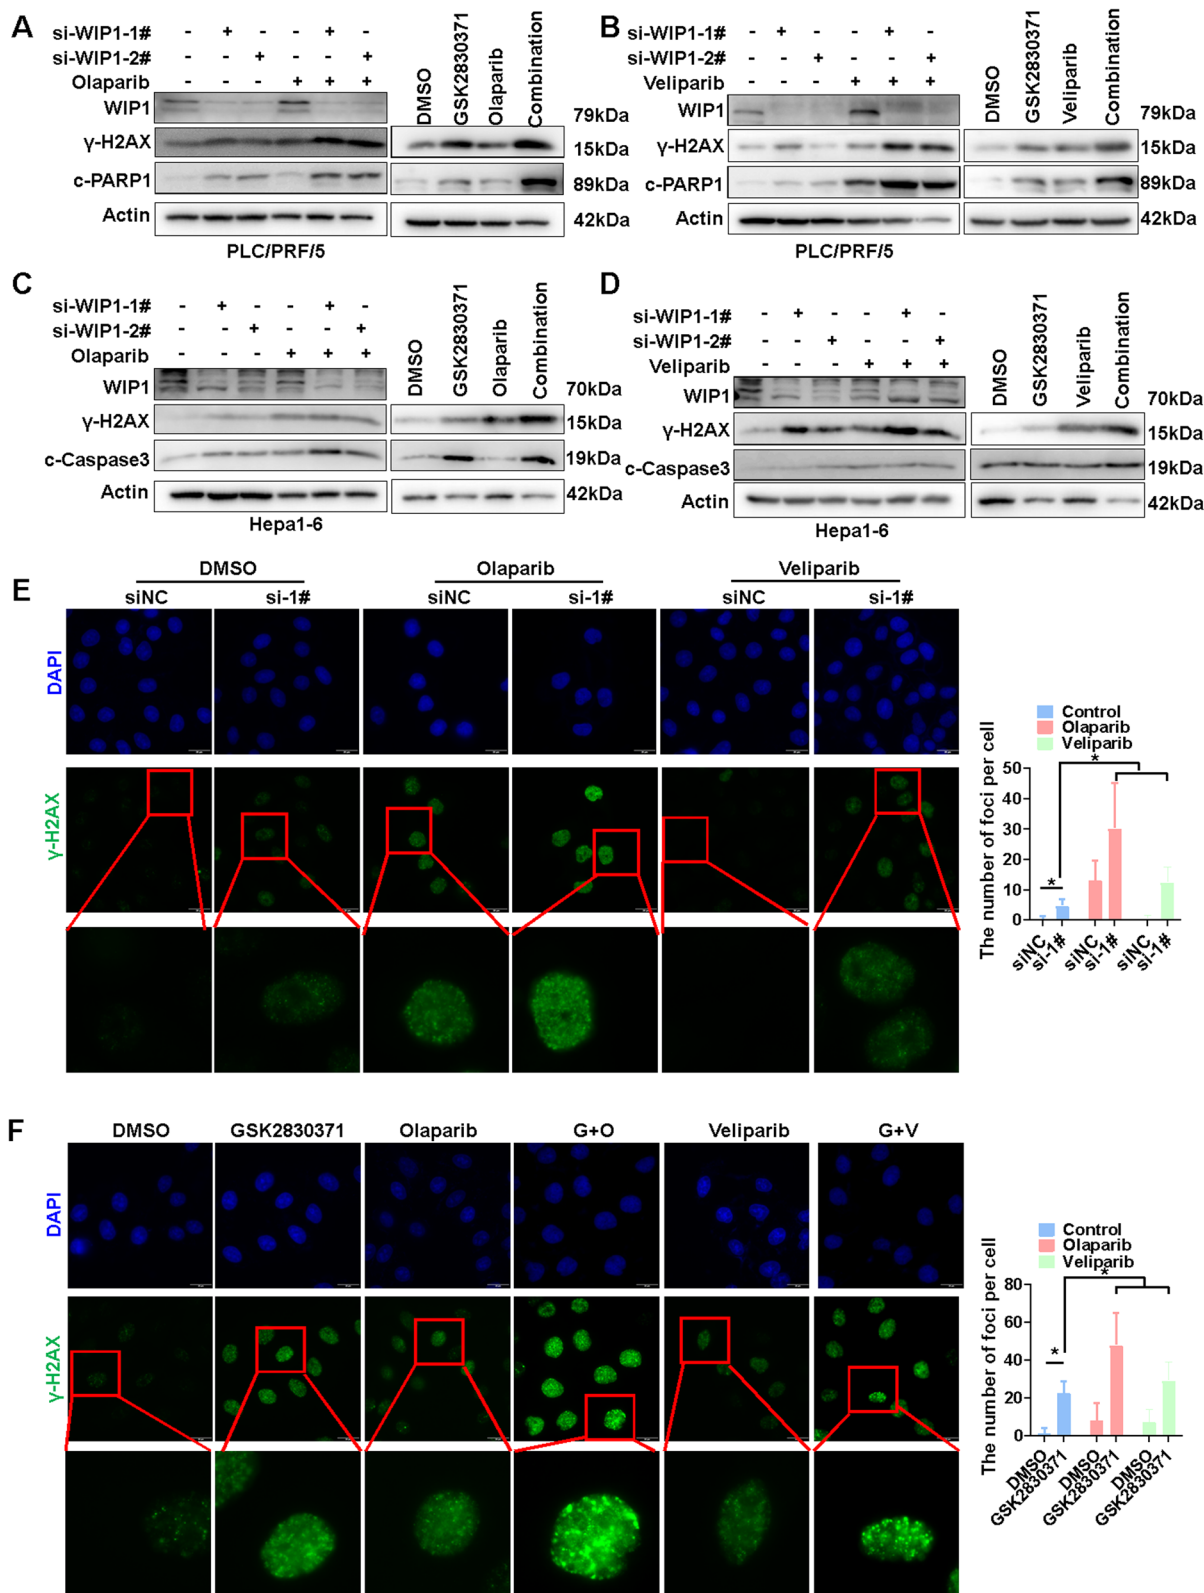 A
si-WIP1-1# - + - - + -
si-WIP1-2# - - + - - +
Olaparib - - - + + +
DMSO
GSK2830371
Olaparib
Combination
WIP1 79kDa
γ-H2AX 15kDa
c-PARP1 89kDa
Actin 42kDa
PLC/PRF/5
B
si-WIP1-1# - + - - + -
si-WIP1-2# - - + - - +
Veliparib - - - + + +
DMSO
GSK2830371
Veliparib
Combination
WIP1 79kDa
γ-H2AX 15kDa
c-PARP1 89kDa
Actin 42kDa
PLC/PRF/5
C
si-WIP1-1# - + - - + -
si-WIP1-2# - - + - - +
Olaparib - - - + + +
DMSO
GSK2830371
Olaparib
Combination
WIP1 70kDa
γ-H2AX 15kDa
c-Caspase3 19kDa
Actin 42kDa
Hepa1-6
D
si-WIP1-1# - + - - + -
si-WIP1-2# - - + - - +
Veliparib - - - + + +
DMSO
GSK2830371
Veliparib
Combination
WIP1 70kDa
γ-H2AX 15kDa
c-Caspase3 19kDa
Actin 42kDa
Hepa1-6
E
DMSO Olaparib Veliparib
siNC si-1# siNC si-1# siNC si-1#
DAPI
γ-H2AX
Control
Olaparib
Veliparib
The number of foci per cell
50
40
30
20
10
0
*
*
siNC si-1# siNC si-1# siNC si-1#
F
DMSO GSK2830371 Olaparib G+O Veliparib G+V
DAPI
γ-H2AX
Control
Olaparib
Veliparib
The number of foci per cell
80
60
40
20
0
*
*
DMSO GSK2830371 DMSO GSK2830371 DMSO GSK2830371